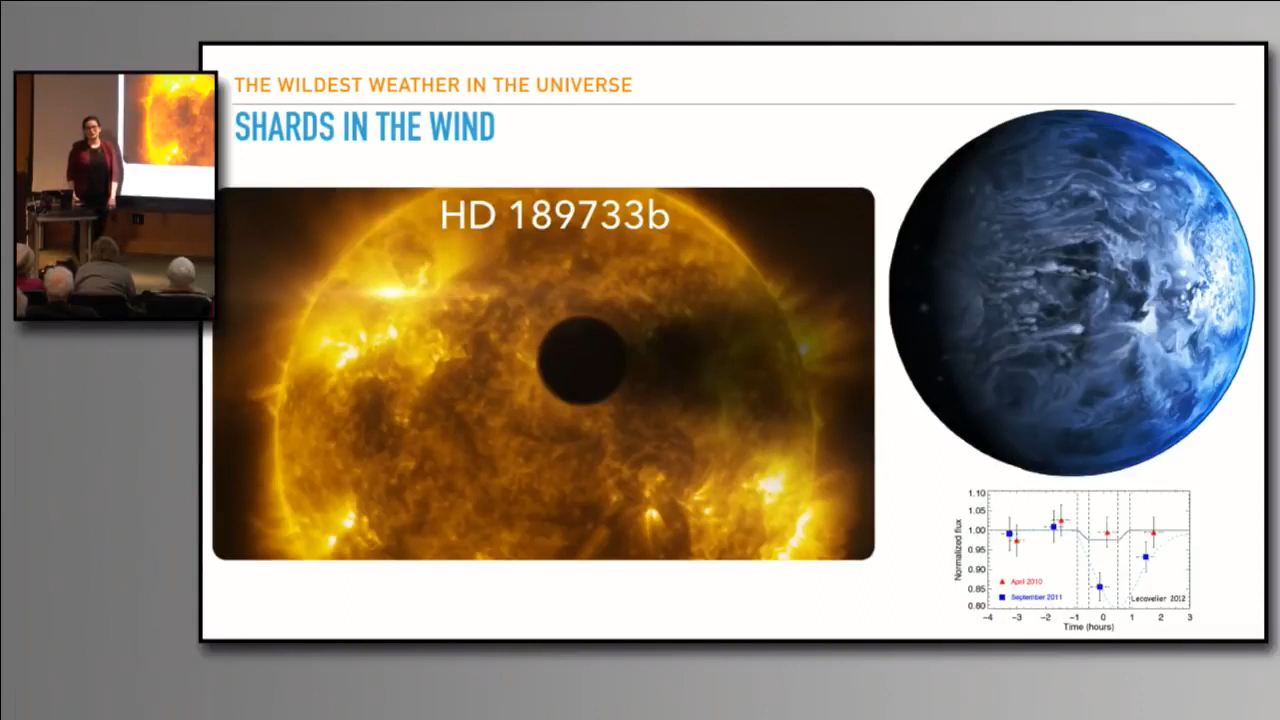 THE WILDEST WEATHER IN THE UNIVERSE
SHARDS IN THE WIND
HD 189733b
1.10
1.05
1.00
0.95
0.90
0.85
0.80
Normalized flux
April 2010
September 2011
Lecavelier 2012
−4 −3 −2 −1 0 1 2 3
Time (hours)